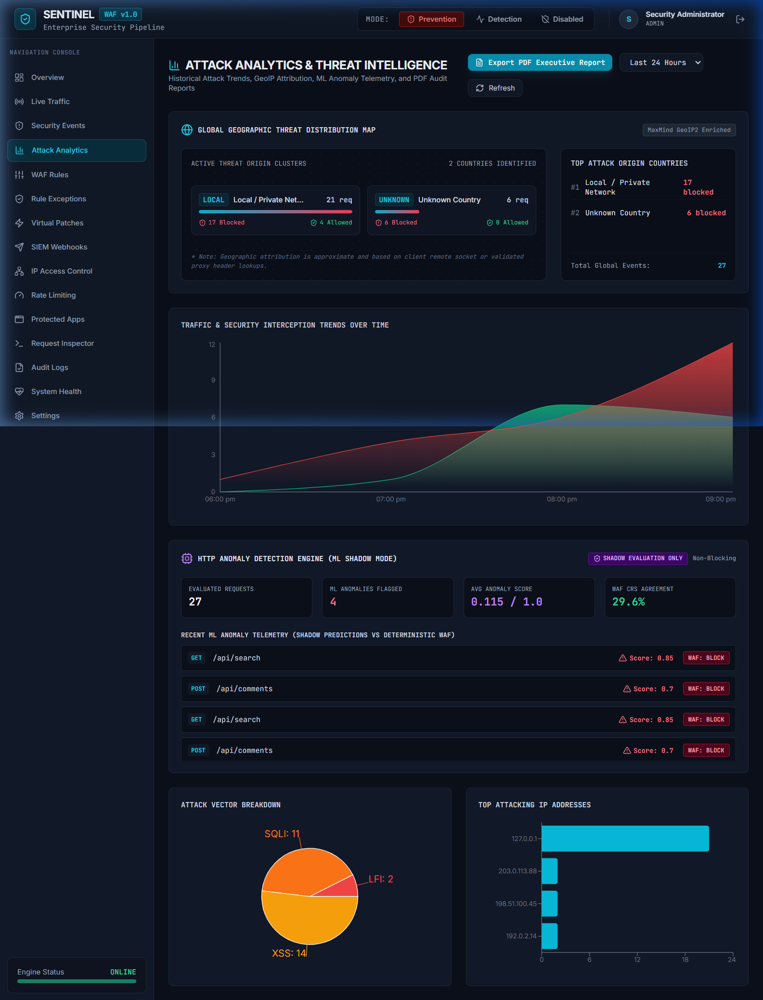 SENTINEL WAF v1.0
Enterprise Security Pipeline
MODE: Prevention Detection Disabled
S Security Administrator
ADMIN
NAVIGATION CONSOLE
Overview
Live Traffic
Security Events
Attack Analytics
WAF Rules
Rule Exceptions
Virtual Patches
SIEM Webhooks
IP Access Control
Rate Limiting
Protected Apps
Request Inspector
Audit Logs
System Health
Settings
Engine Status ONLINE
ATTACK ANALYTICS & THREAT INTELLIGENCE
Historical Attack Trends, GeoIP Attribution, ML Anomaly Telemetry, and PDF Audit
Reports
Export PDF Executive Report
Last 24 Hours
Refresh
GLOBAL GEOGRAPHIC THREAT DISTRIBUTION MAP
MaxMind GeoIP2 Enriched
ACTIVE THREAT ORIGIN CLUSTERS 2 COUNTRIES IDENTIFIED
LOCAL Local / Private Net... 21 req
17 Blocked 4 Allowed
UNKNOWN Unknown Country 6 req
6 Blocked 0 Allowed
* Note: Geographic attribution is approximate and based on client remote socket or validated
proxy header lookups.
TOP ATTACK ORIGIN COUNTRIES
#1 Local / Private Network 17 blocked
#2 Unknown Country 6 blocked
Total Global Events: 27
TRAFFIC & SECURITY INTERCEPTION TRENDS OVER TIME
12
9
6
3
0
06:00 pm 07:00 pm 08:00 pm 09:00 pm
HTTP ANOMALY DETECTION ENGINE (ML SHADOW MODE)
SHADOW EVALUATION ONLY Non-Blocking
EVALUATED REQUESTS
27
ML ANOMALIES FLAGGED
4
AVG ANOMALY SCORE
0.115 / 1.0
WAF CRS AGREEMENT
29.6%
RECENT ML ANOMALY TELEMETRY (SHADOW PREDICTIONS VS DETERMINISTIC WAF)
GET /api/search Score: 0.85 WAF: BLOCK
POST /api/comments Score: 0.7 WAF: BLOCK
GET /api/search Score: 0.85 WAF: BLOCK
POST /api/comments Score: 0.7 WAF: BLOCK
ATTACK VECTOR BREAKDOWN
SQLI: 11
LFI: 2
XSS: 14
TOP ATTACKING IP ADDRESSES
127.0.0.1
203.0.113.88
198.51.100.45
192.0.2.14
0 6 12 18 24